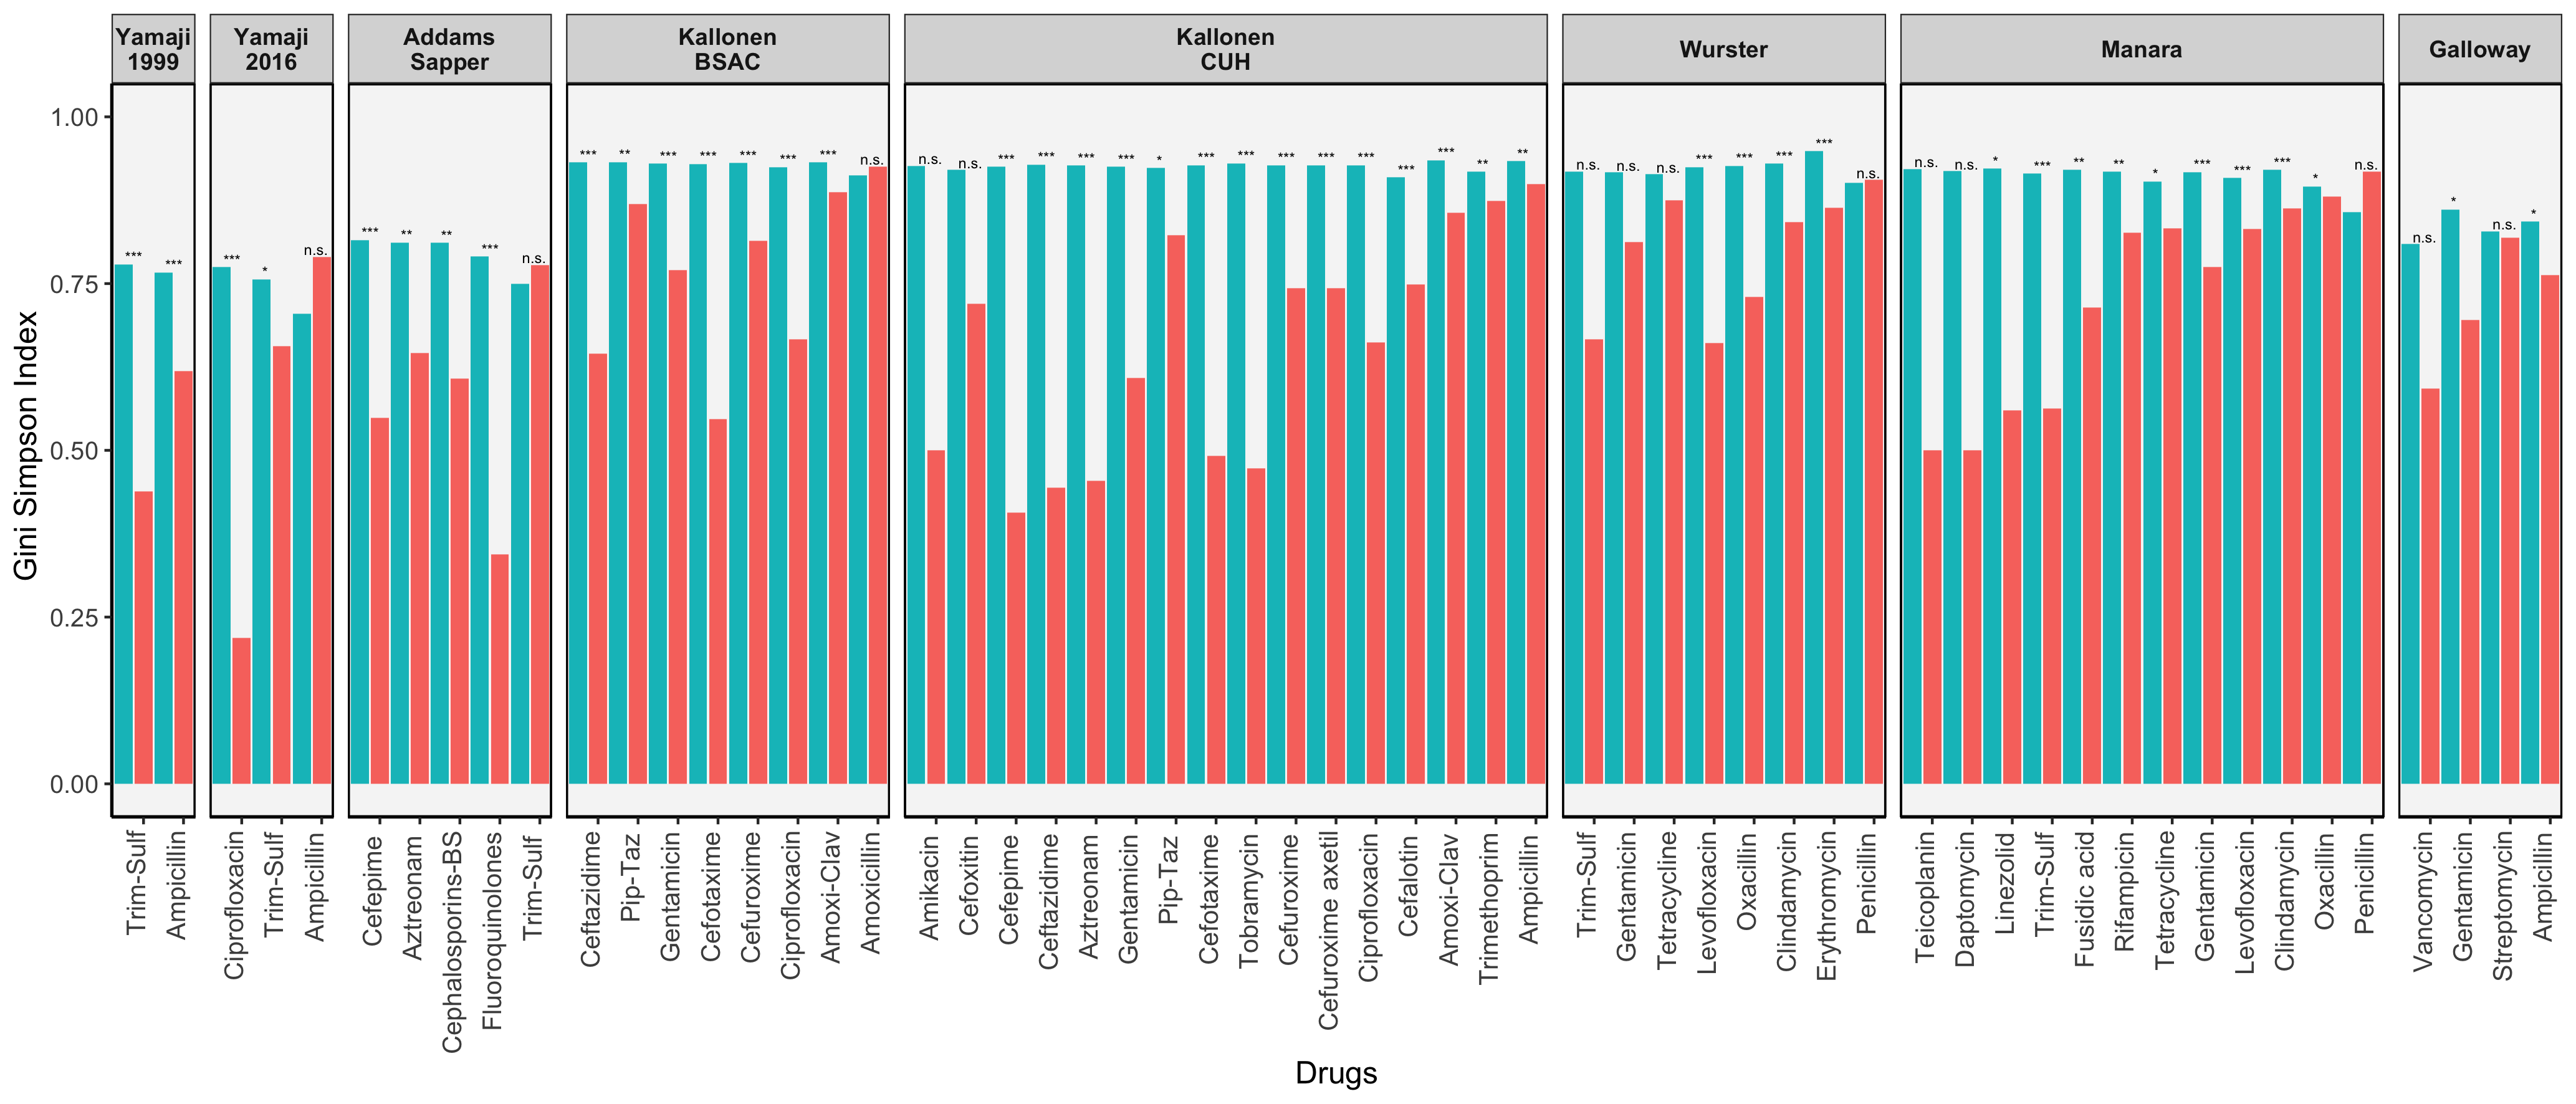 Yamaji
1999
Yamaji
2016
Addams
Sapper
Kallonen
BSAC
Kallonen
CUH
Wurster
Manara
Galloway
Gini Simpson Index
1.00
0.75
0.50
0.25
0.00
*** ***
*** * n.s.
*** ** ** *** n.s.
*** ** *** *** *** *** *** n.s.
n.s. n.s. *** *** *** *** * *** *** *** *** *** *** *** ** **
n.s. n.s. n.s. *** *** *** *** n.s.
n.s. n.s. * *** ** ** * *** *** *** * n.s.
n.s. * n.s. *
Trim-Sulf
Ampicillin
Ciprofloxacin
Trim-Sulf
Ampicillin
Cefepime
Aztreonam
Cephalosporins-BS
Fluoroquinolones
Trim-Sulf
Ceftazidime
Pip-Taz
Gentamicin
Cefotaxime
Cefuroxime
Ciprofloxacin
Amoxi-Clav
Amoxicillin
Amikacin
Cefoxitin
Cefepime
Ceftazidime
Aztreonam
Gentamicin
Pip-Taz
Cefotaxime
Tobramycin
Cefuroxime
Cefuroxime axetil
Ciprofloxacin
Cefalotin
Amoxi-Clav
Trimethoprim
Ampicillin
Trim-Sulf
Gentamicin
Tetracycline
Levofloxacin
Oxacillin
Clindamycin
Erythromycin
Penicillin
Teicoplanin
Daptomycin
Linezolid
Trim-Sulf
Fusidic acid
Rifampicin
Tetracycline
Gentamicin
Levofloxacin
Clindamycin
Oxacillin
Penicillin
Vancomycin
Gentamicin
Streptomycin
Ampicillin
Drugs